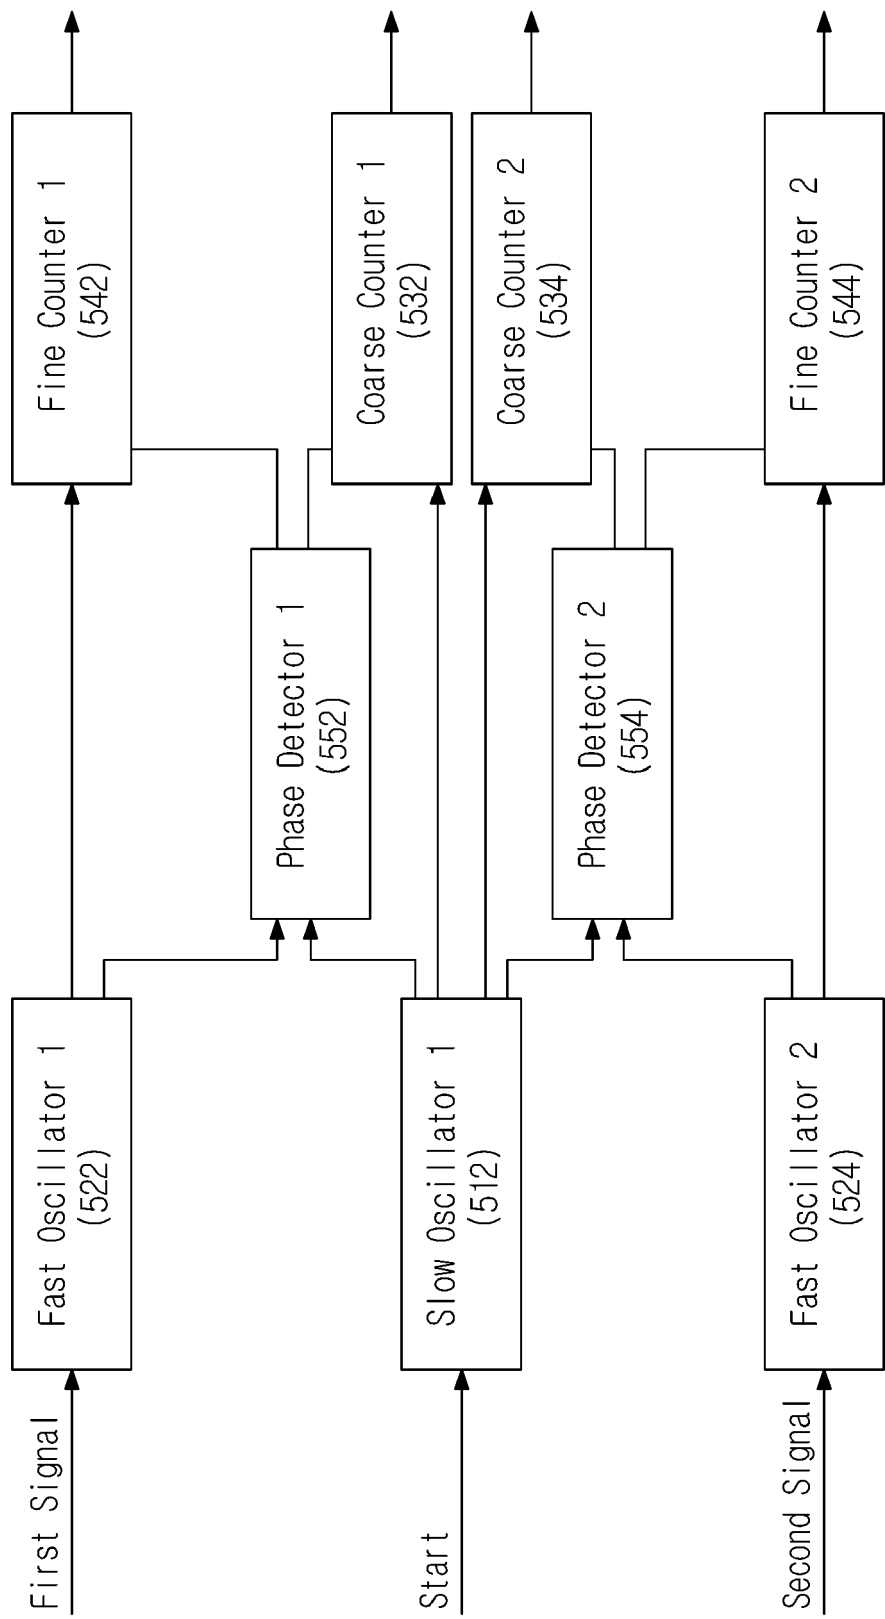 First Signal
Fast Oscillator 1
(522)
Fine Counter 1
(542)
Phase Detector 1
(552)
Coarse Counter 1
(532)
Start
Slow Oscillator 1
(512)
Coarse Counter 2
(534)
Phase Detector 2
(554)
Second Signal
Fast Oscillator 2
(524)
Fine Counter 2
(544)